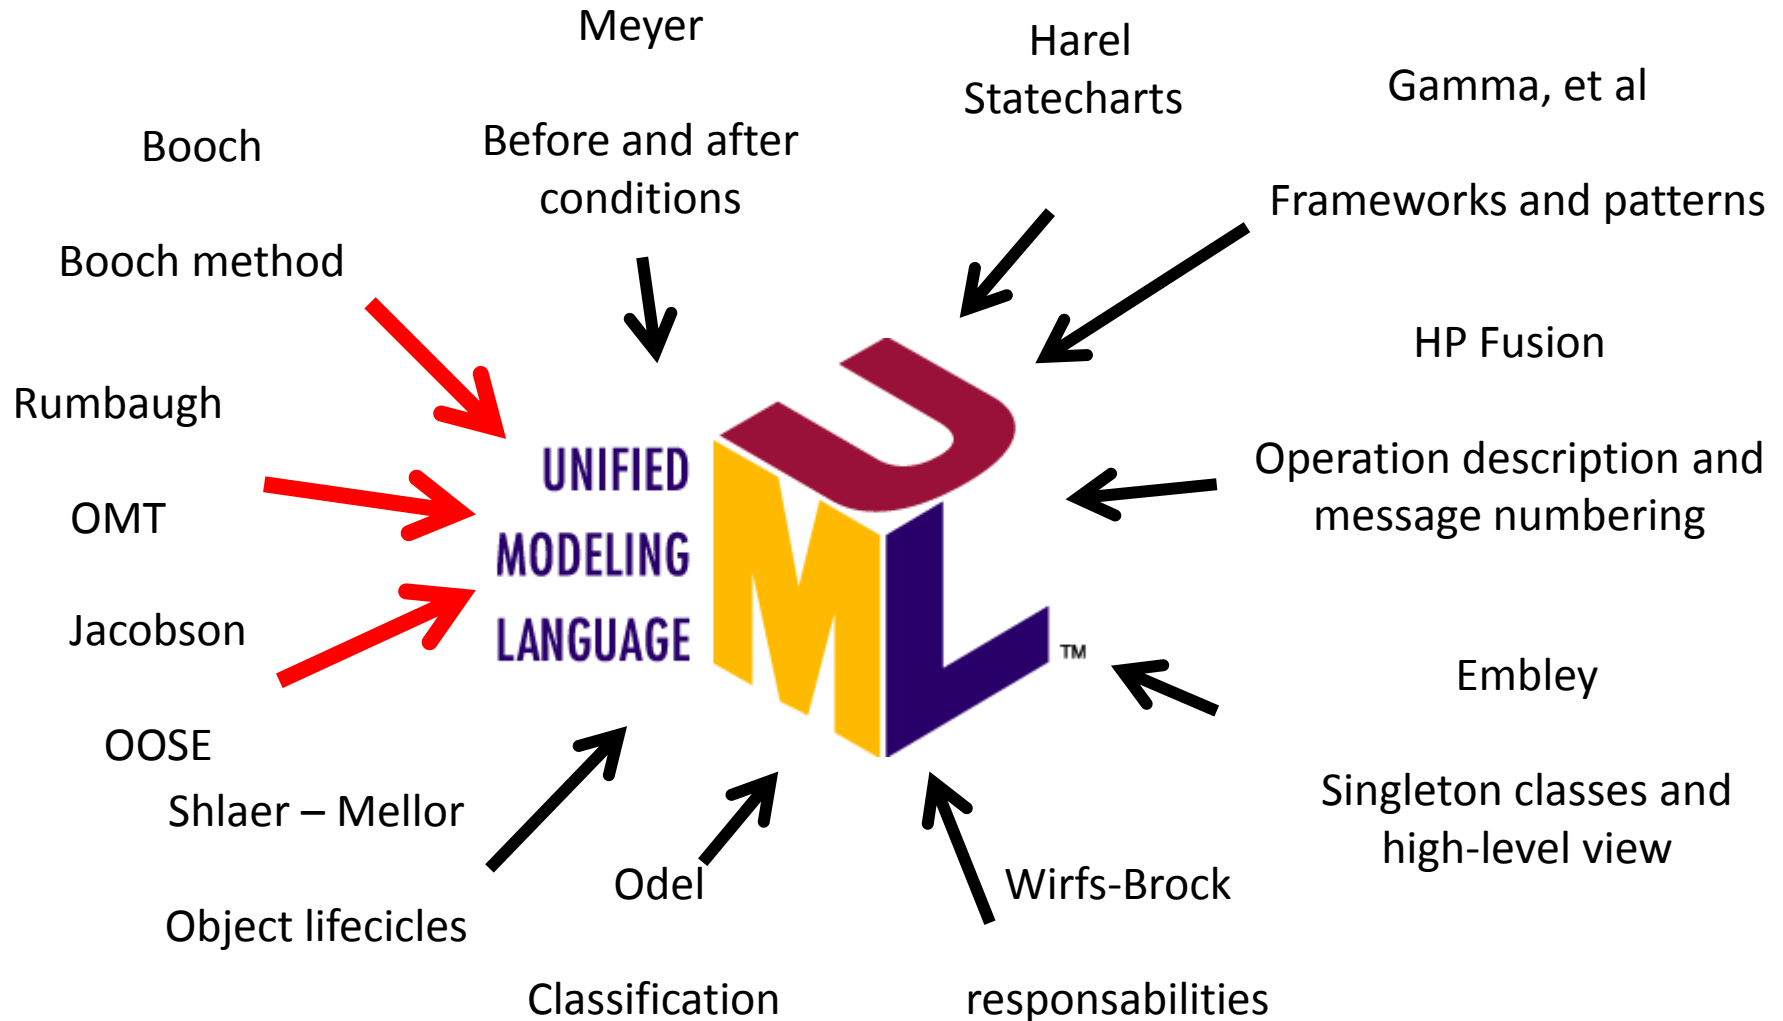 Meyer
Before and after
conditions
Harel
Statecharts
Gamma, et al
Frameworks and patterns
Booch
Booch method
Rumbaugh
OMT
Jacobson
OOSE
UNIFIED
MODELING
LANGUAGE
UML
™
HP Fusion
Operation description and
message numbering
Embley
Singleton classes and
high-level view
Shlaer – Mellor
Object lifecicles
Odel
Classification
Wirfs-Brock
responsabilities